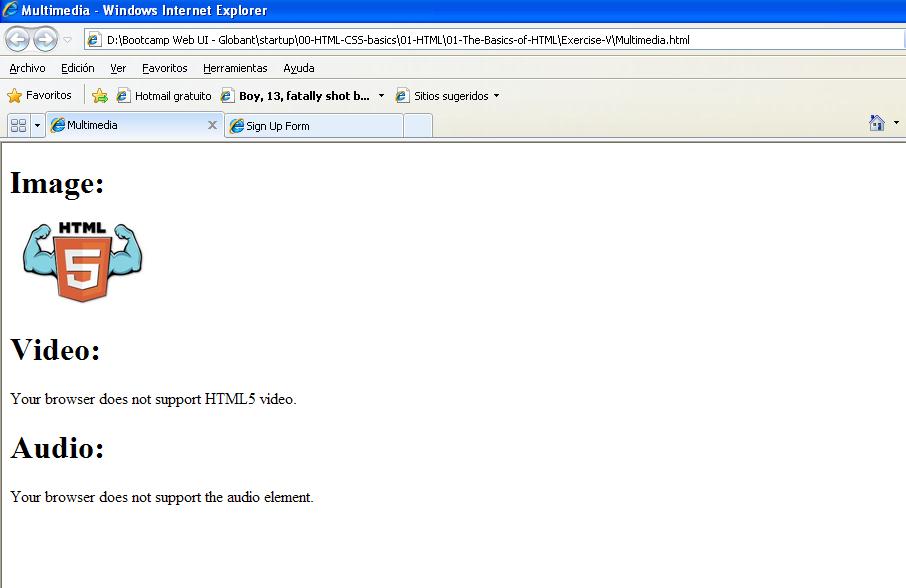 Multimedia - Windows Internet Explorer
D:\Bootcamp Web UI - Globant\startup\00-HTML-CSS-basics\01-HTML\01-The-Basics-of-HTML\Exercise-V\Multimedia.html
Archivo Edición Ver Favoritos Herramientas Ayuda
Favoritos Hotmail gratuito Boy, 13, fatally shot b... Sitios sugeridos
Multimedia X Sign Up Form
Image:
HTML
5
Video:
Your browser does not support HTML5 video.
Audio:
Your browser does not support the audio element.